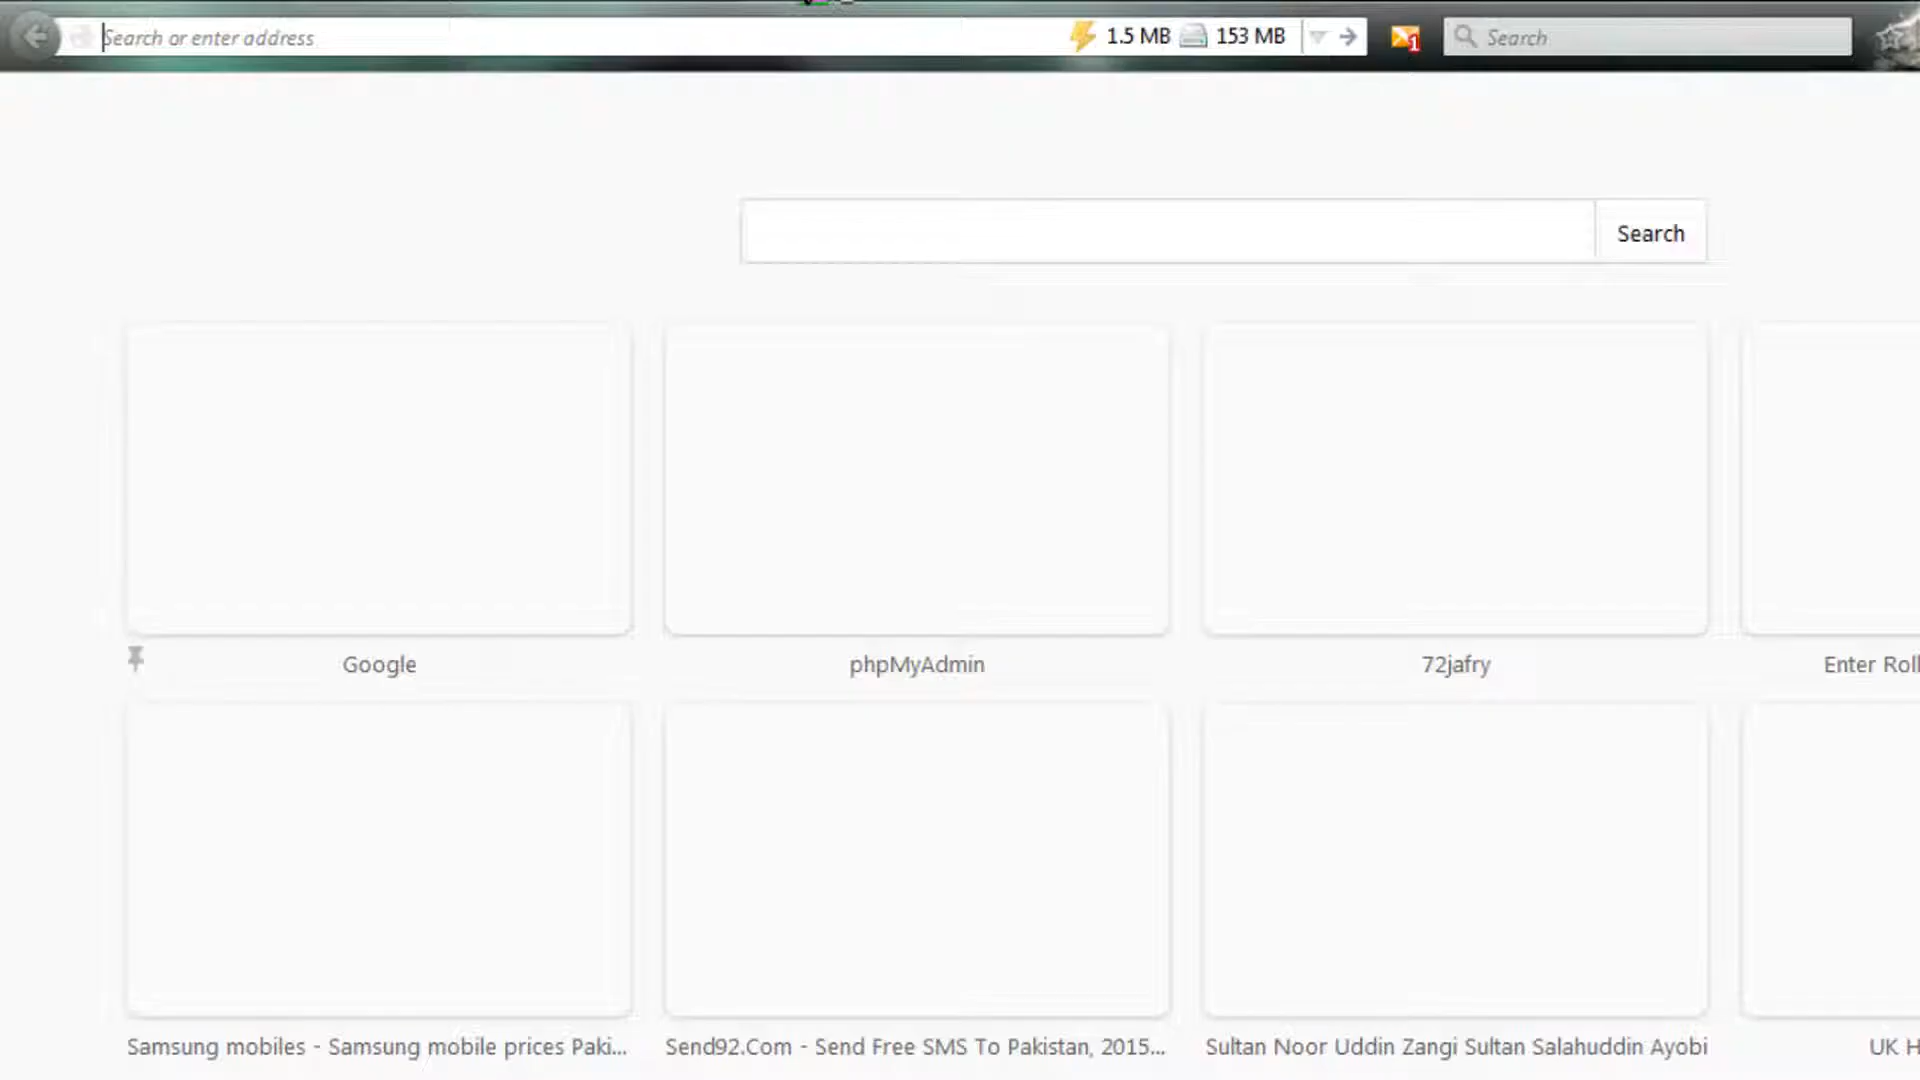 Search or enter address 1.5 MB 153 MB 1 Search
Search
Google phpMyAdmin 72jafry Enter Roll
Samsung mobiles - Samsung mobile prices Paki... Send92.Com - Send Free SMS To Pakistan, 2015... Sultan Noor Uddin Zangi Sultan Salahuddin Ayobi UK H